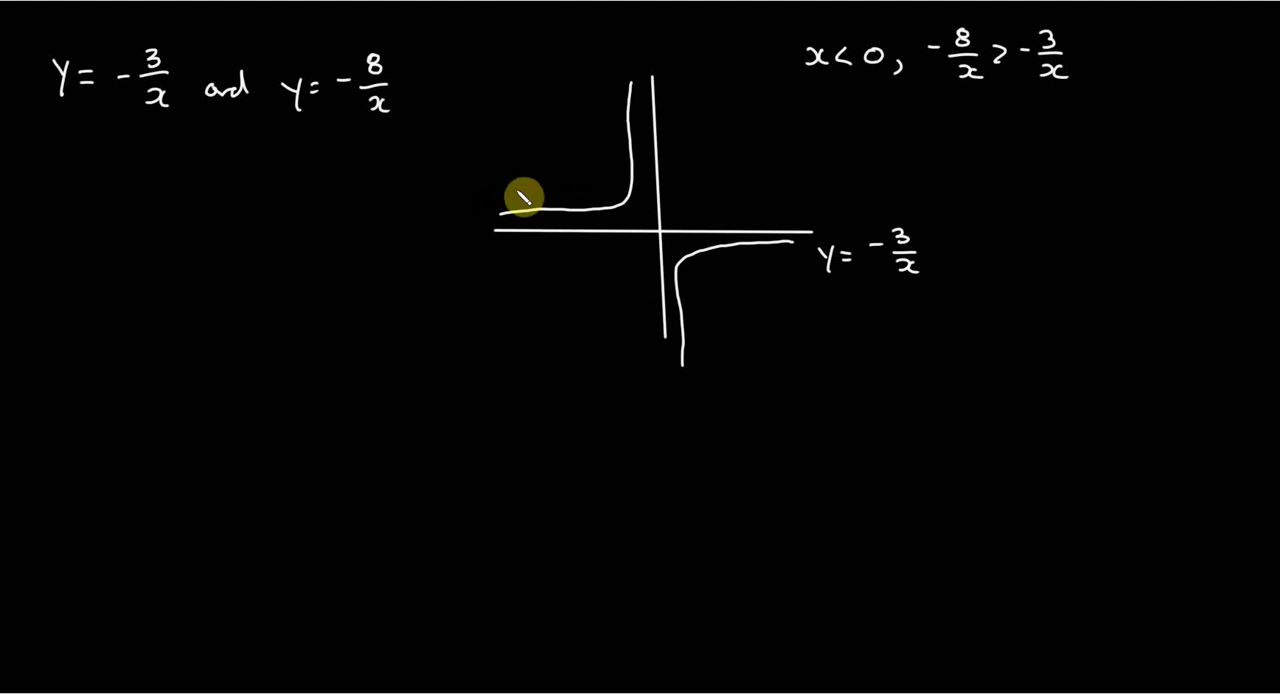 y = -3/x and y = -8/x
x < 0, -8/x > -3/x
y = -3/x